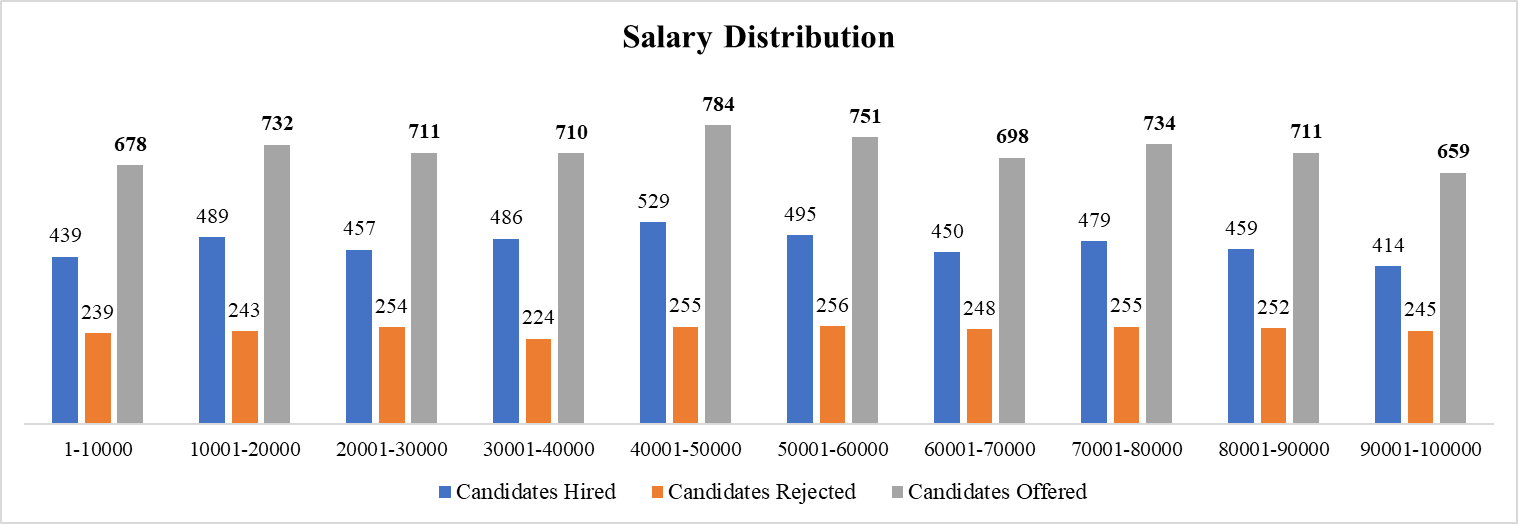 Salary Distribution
678 732 711 710 784 751 698 734 711 659
439 489 457 486 529 495 450 479 459 414
239 243 254 224 255 256 248 255 252 245
1-10000 10001-20000 20001-30000 30001-40000 40001-50000 50001-60000 60001-70000 70001-80000 80001-90000 90001-100000
Candidates Hired Candidates Rejected Candidates Offered